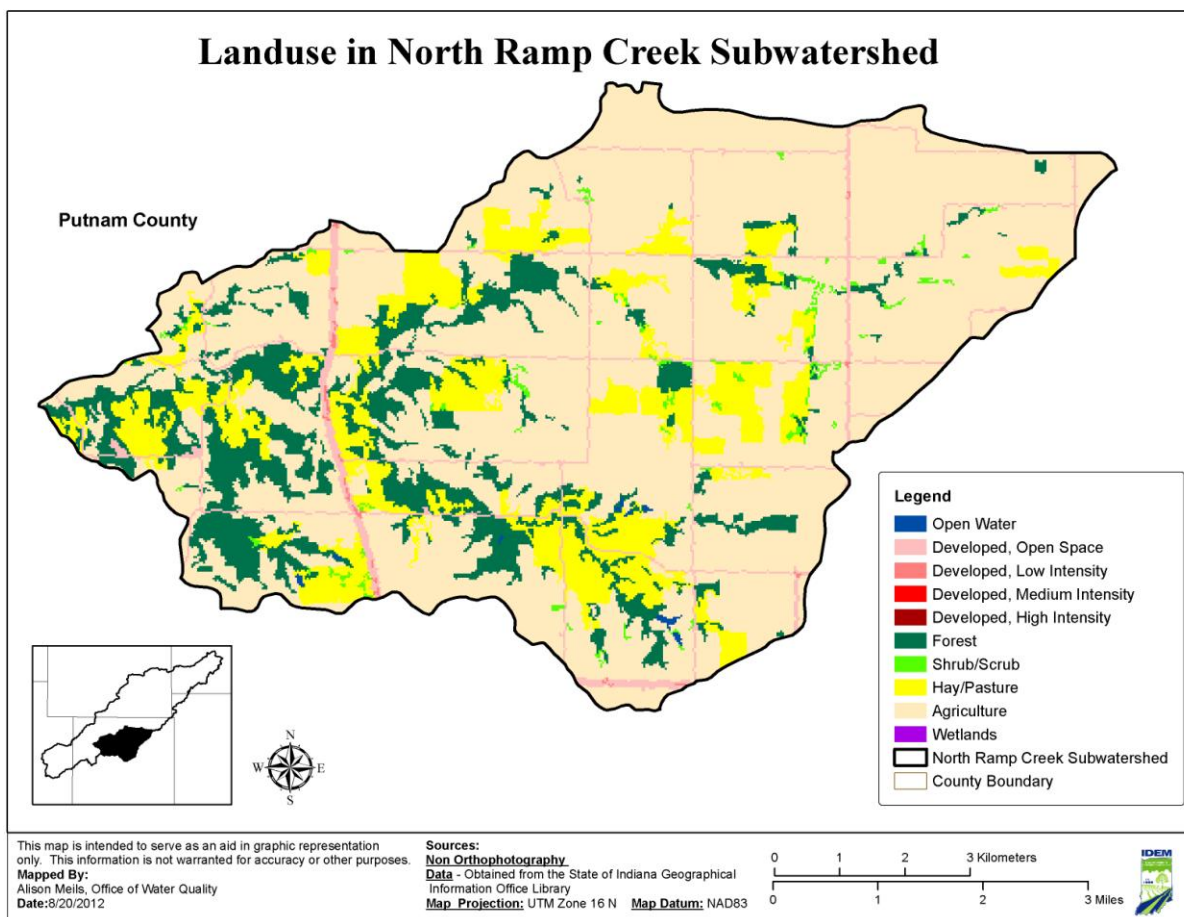 Landuse in North Ramp Creek Subwatershed
Putnam County
Legend
Open Water
Developed, Open Space
Developed, Low Intensity
Developed, Medium Intensity
Developed, High Intensity
Forest
Shrub/Scrub
Hay/Pasture
Agriculture
Wetlands
North Ramp Creek Subwatershed
County Boundary
N
W E
S
This map is intended to serve as an aid in graphic representation
only. This information is not warranted for accuracy or other purposes.
Mapped By:
Alison Meils, Office of Water Quality
Date:8/20/2012
Sources:
Non Orthophotography
Data - Obtained from the State of Indiana Geographical
Information Office Library
Map Projection: UTM Zone 16 N Map Datum: NAD83
0 1 2 3 Kilometers
0 1 2 3 Miles
IDEM